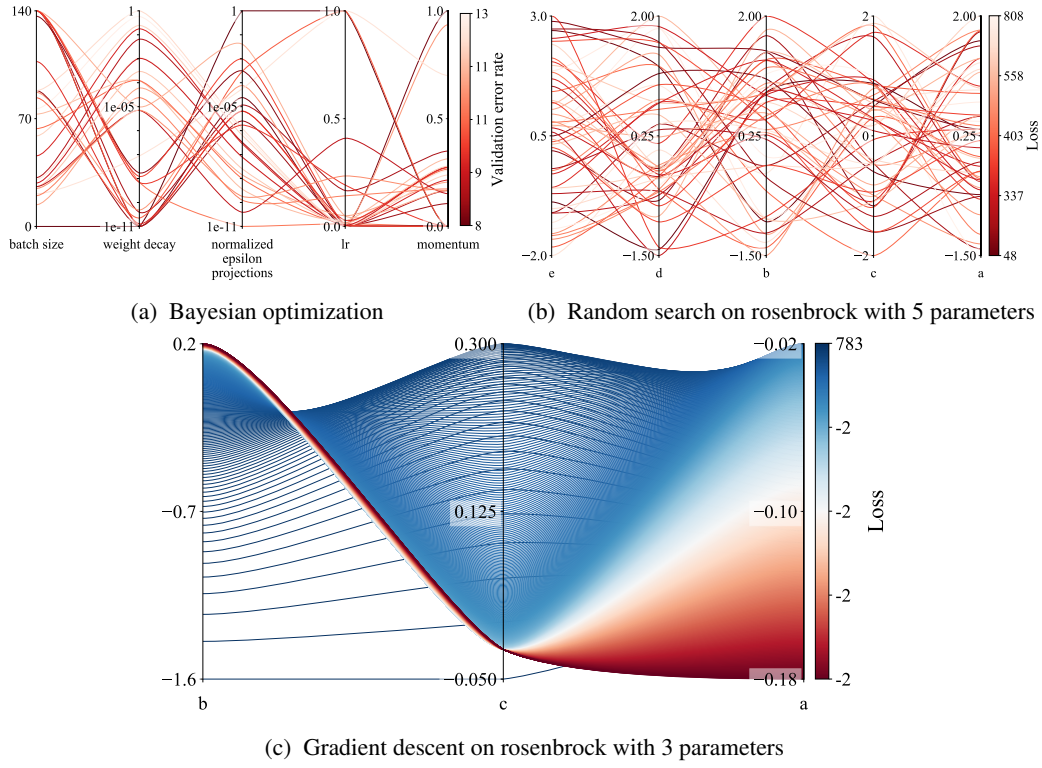 140
70
0
batch size
1
1e-05
1e-11
weight decay
1
1e-05
1e-11
normalized
epsilon
projections
1.0
0.5
0.0
lr
1.0
0.5
0.0
momentum
13
11
11
9
8
Validation error rate
(a) Bayesian optimization
3.0
0.5
−2.0
e
2.00
0.25
−1.50
d
2.00
0.25
−1.50
b
2
0
−2
c
2.00
0.25
−1.50
a
808
558
403
337
48
Loss
(b) Random search on rosenbrock with 5 parameters
0.2
−0.7
−1.6
b
0.300
0.125
−0.050
c
−0.02
−0.10
−0.18
a
783
-2
-2
-2
-2
Loss
(c) Gradient descent on rosenbrock with 3 parameters